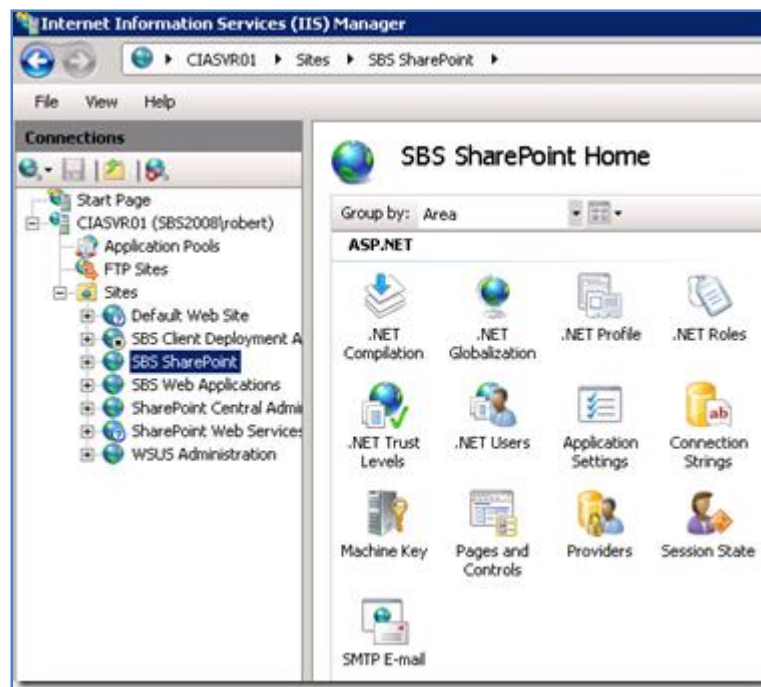 Internet Information Services (IIS) Manager
CIASVR01 Sites SBS SharePoint
File View Help
Connections
Start Page
CIASVR01 (SBS2008\robert)
Application Pools
FTP Sites
Sites
Default Web Site
SBS Client Deployment A
SBS SharePoint
SBS Web Applications
SharePoint Central Admi
SharePoint Web Services
WSUS Administration
SBS SharePoint Home
Group by: Area
ASP.NET
.NET Compilation
.NET Globalization
.NET Profile
.NET Roles
.NET Trust Levels
.NET Users
Application Settings
Connection Strings
Machine Key
Pages and Controls
Providers
Session State
SMTP E-mail